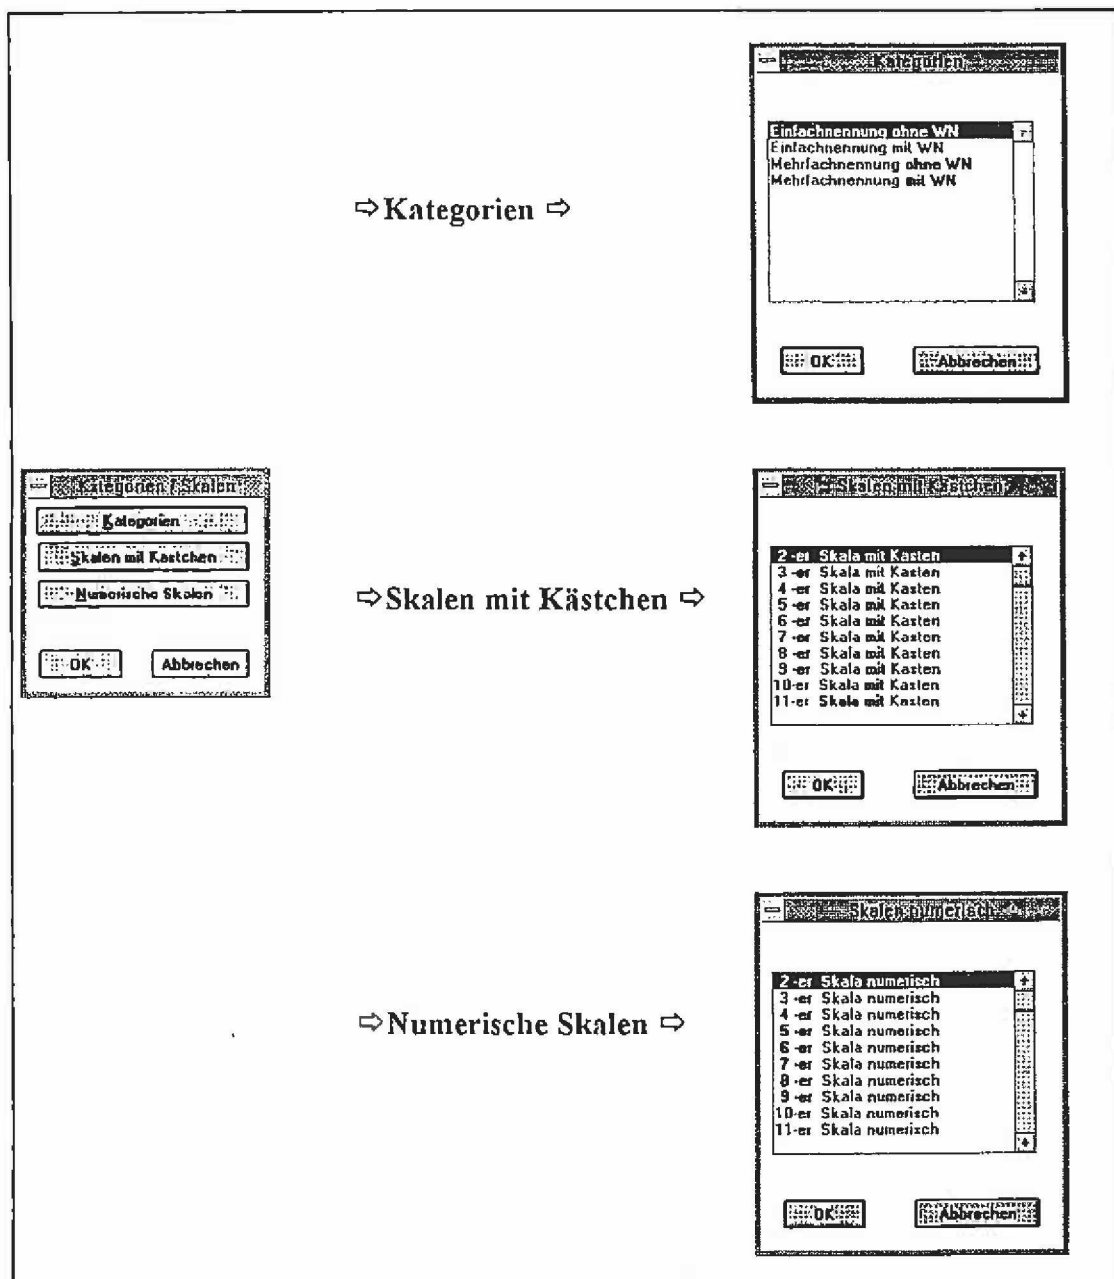 Kategorien
Einfachnennung ohne WN
Einfachnennung mit WN
Mehrfachnennung ohne WN
Mehrfachnennung mit WN
⇨Kategorien ⇨
OK
Abbrechen
Kategorien / Skalen
Kategorien
Skalen mit Kastchen
Numerische Skalen
OK
Abbrechen
⇨Skalen mit Kästchen ⇨
Skalen mit Kästchen
2 -er Skala mit Kasten
3 -er Skala mit Kasten
4 -er Skala mit Kasten
5 -er Skala mit Kasten
6 -er Skala mit Kasten
7 -er Skala mit Kasten
8 -er Skala mit Kasten
9 -er Skala mit Kasten
10-er Skala mit Kasten
11-er Skala mit Kasten
OK
Abbrechen
⇨Numerische Skalen ⇨
Skalen numerisch
2 -er Skala numerisch
3 -er Skala numerisch
4 -er Skala numerisch
5 -er Skala numerisch
6 -er Skala numerisch
7 -er Skala numerisch
8 -er Skala numerisch
9 -er Skala numerisch
10-er Skala numerisch
11-er Skala numerisch
OK
Abbrechen